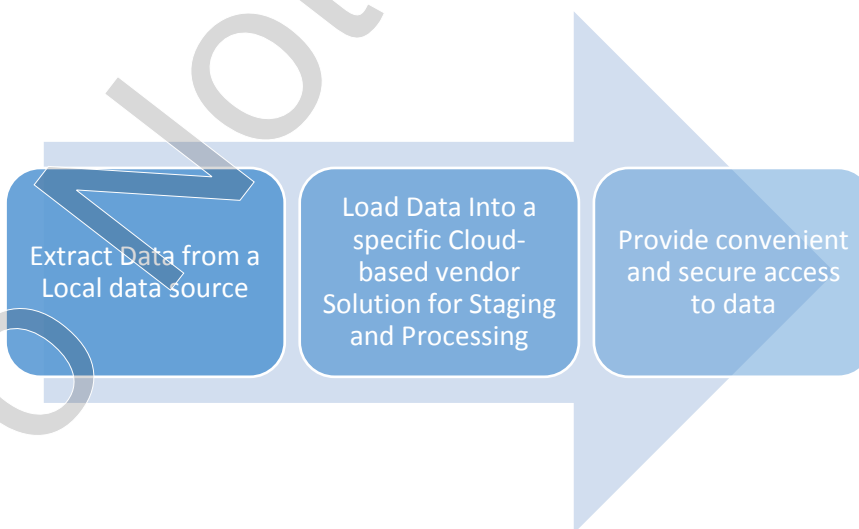 Extract Data from a
Local data source
Load Data Into a
specific Cloud-
based vendor
Solution for Staging
and Processing
Provide convenient
and secure access
to data